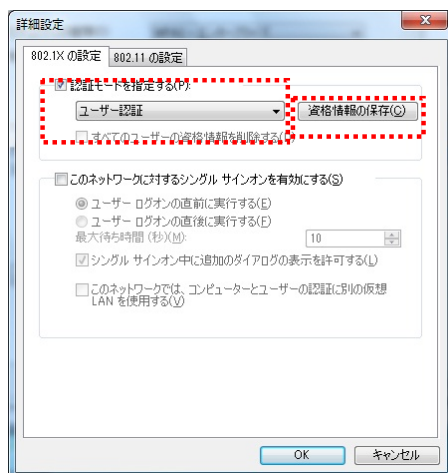 詳細設定
802.1X の設定 802.11 の設定
認証モードを指定する(P):
ユーザー認証
資格情報の保存(C)
すべてのユーザーの資格情報を削除する
このネットワークに対するシングル サインオンを有効にする(S)
ユーザー ログオンの直前に実行する(E)
ユーザー ログオンの直後に実行する(F)
最大待ち時間 (秒)(M):
10
シングル サインオン中に追加のダイアログの表示を許可する(L)
このネットワークでは、コンピューターとユーザーの認証に別の仮想
LAN を使用する(V)
OK
キャンセル